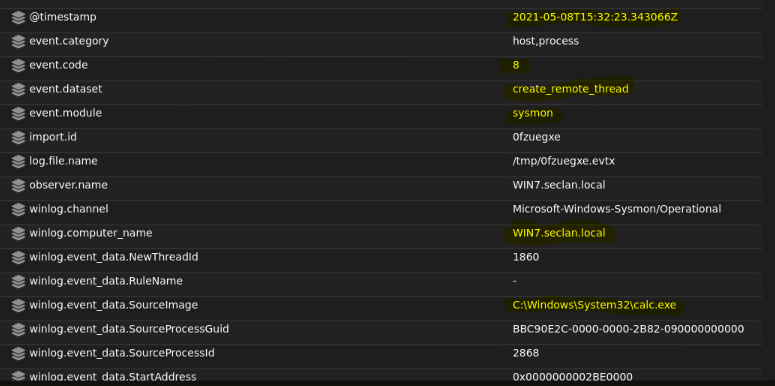 @timestamp 2021-05-08T15:32:23.343066Z
event.category host,process
event.code 8
event.dataset create_remote_thread
event.module sysmon
import.id 0fzuegxe
log.file.name /tmp/0fzuegxe.evtx
observer.name WIN7.seclan.local
winlog.channel Microsoft-Windows-Sysmon/Operational
winlog.computer_name WIN7.seclan.local
winlog.event_data.NewThreadId 1860
winlog.event_data.RuleName -
winlog.event_data.SourceImage C:\Windows\System32\calc.exe
winlog.event_data.SourceProcessGuid BBC90E2C-0000-0000-2B82-090000000000
winlog.event_data.SourceProcessId 2868
winlog.event_data.StartAddress 0x0000000002BE0000